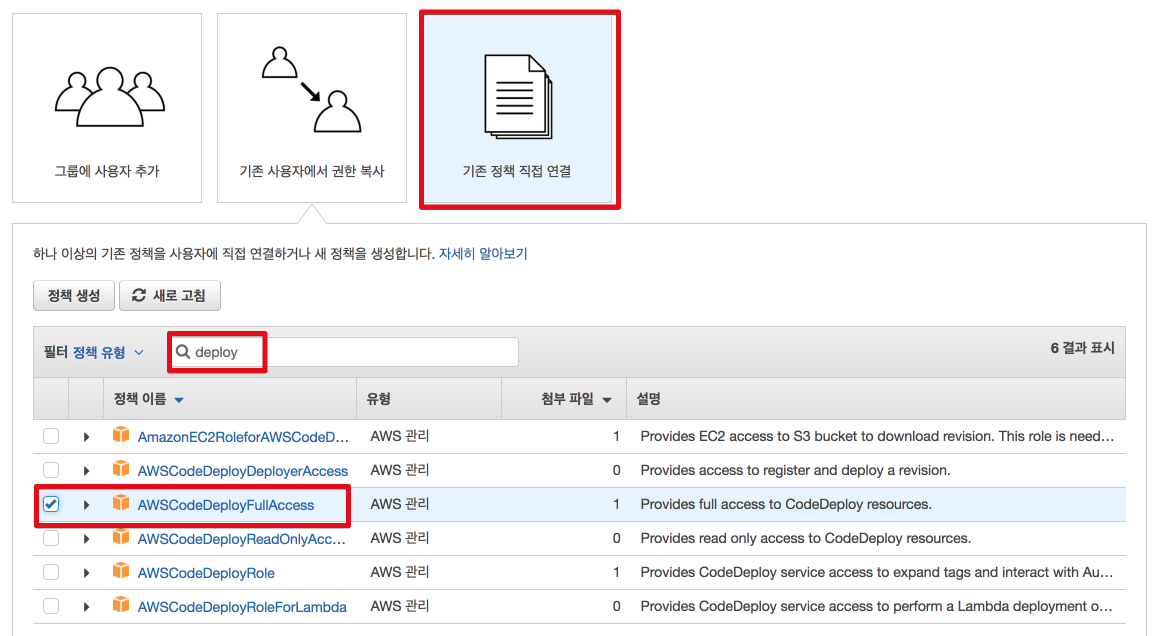 그룹에 사용자 추가
기존 사용자에서 권한 복사
기존 정책 직접 연결
하나 이상의 기존 정책을 사용자에 직접 연결하거나 새 정책을 생성합니다. 자세히 알아보기
정책 생성 새로 고침
필터 정책 유형 deploy 6 결과 표시
정책 이름 유형 첨부 파일 설명
AmazonEC2RoleforAWSCodeD... AWS 관리 1 Provides EC2 access to S3 bucket to download revision. This role is need...
AWSCodeDeployDeployerAccess AWS 관리 0 Provides access to register and deploy a revision.
AWSCodeDeployFullAccess AWS 관리 1 Provides full access to CodeDeploy resources.
AWSCodeDeployReadOnlyAcc... AWS 관리 0 Provides read only access to CodeDeploy resources.
AWSCodeDeployRole AWS 관리 1 Provides CodeDeploy service access to expand tags and interact with Au...
AWSCodeDeployRoleForLambda AWS 관리 0 Provides CodeDeploy service access to perform a Lambda deployment o...